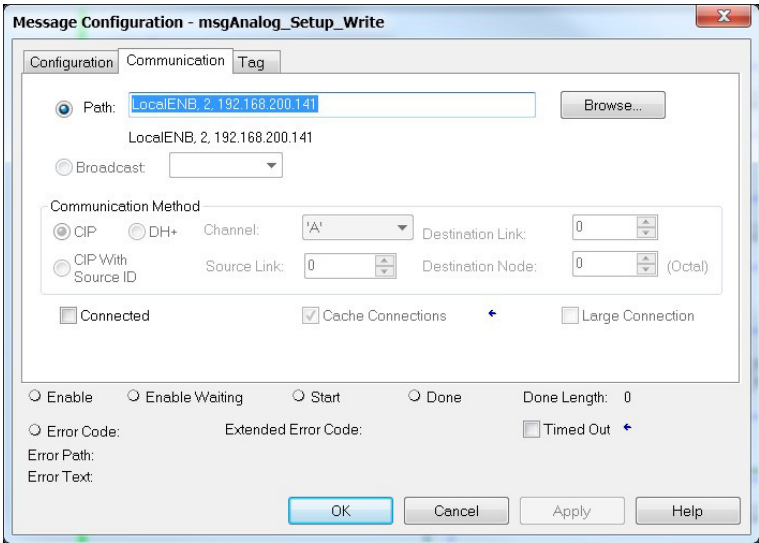 Message Configuration - msgAnalog_Setup_Write
Configuration Communication Tag
Path: LocalENB, 2, 192.168.200.141 Browse...
LocalENB, 2, 192.168.200.141
Broadcast:
Communication Method
CIP DH+ Channel: 'A' Destination Link: 0
CIP With Source ID Source Link: 0 Destination Node: 0 (Octal)
Connected Cache Connections Large Connection
Enable Enable Waiting Start Done Done Length: 0
Error Code: Extended Error Code: Timed Out
Error Path:
Error Text:
OK Cancel Apply Help